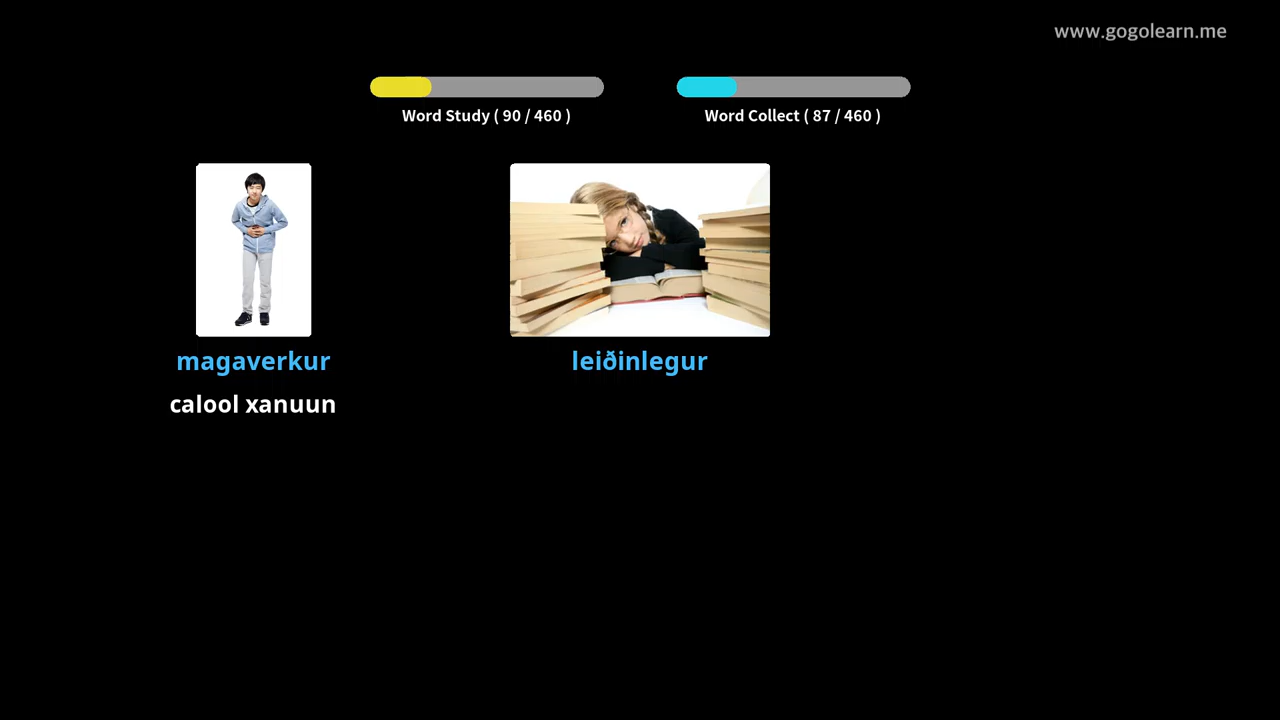 www.gogolearn.me
Word Study ( 90 / 460 )
Word Collect ( 87 / 460 )
magaverkur
leiðinlegur
calool xanuun